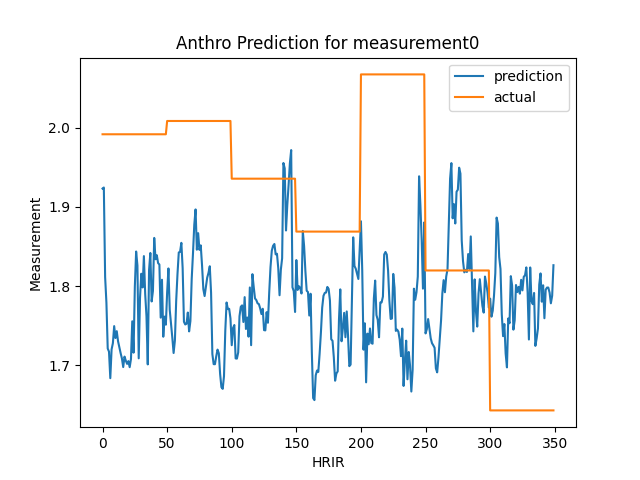 Anthro Prediction for measurement0
prediction
actual
Measurement
2.0
1.9
1.8
1.7
0
50
100
150
200
250
300
350
HRIR